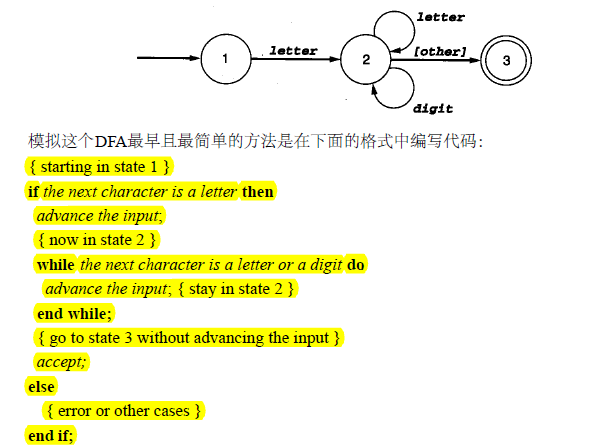 letter
1
letter
2
[other]
3
digit
模拟这个DFA最早且最简单的方法是在下面的格式中编写代码:
{ starting in state 1 }
if the next character is a letter then
advance the input;
{ now in state 2 }
while the next character is a letter or a digit do
advance the input; { stay in state 2 }
end while;
{ go to state 3 without advancing the input }
accept;
else
{ error or other cases }
end if;